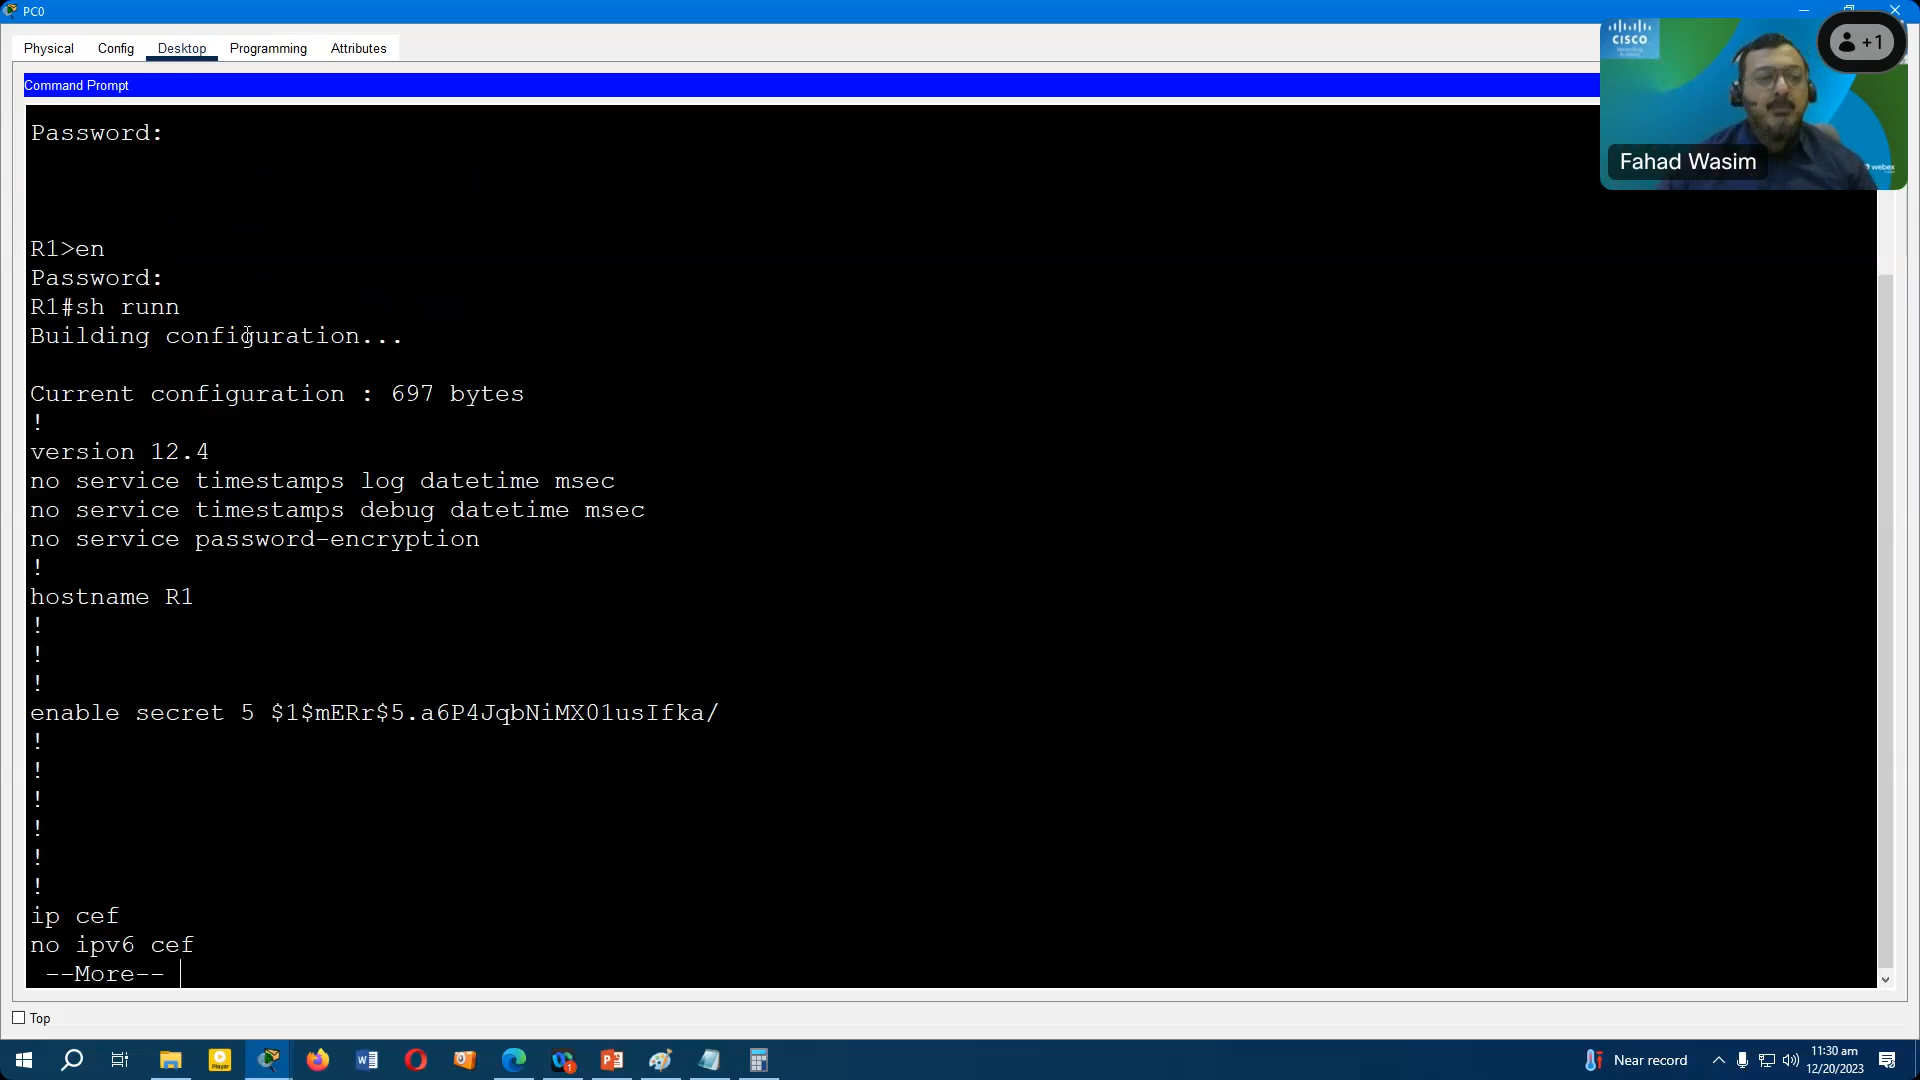 PC0
Physical Config Desktop Programming Attributes
Command Prompt
CISCO
+1
Fahad Wasim
webex
Password:
R1>en
Password:
R1#sh runn
Building configuration...
Current configuration : 697 bytes
!
version 12.4
no service timestamps log datetime msec
no service timestamps debug datetime msec
no service password-encryption
!
hostname R1
!
!
!
enable secret 5 $1$mERr$5.a6P4JqbNiMX01usIfka/
!
!
!
!
!
!
ip cef
no ipv6 cef
--More--
Top
Near record
11:30 am
12/20/2023